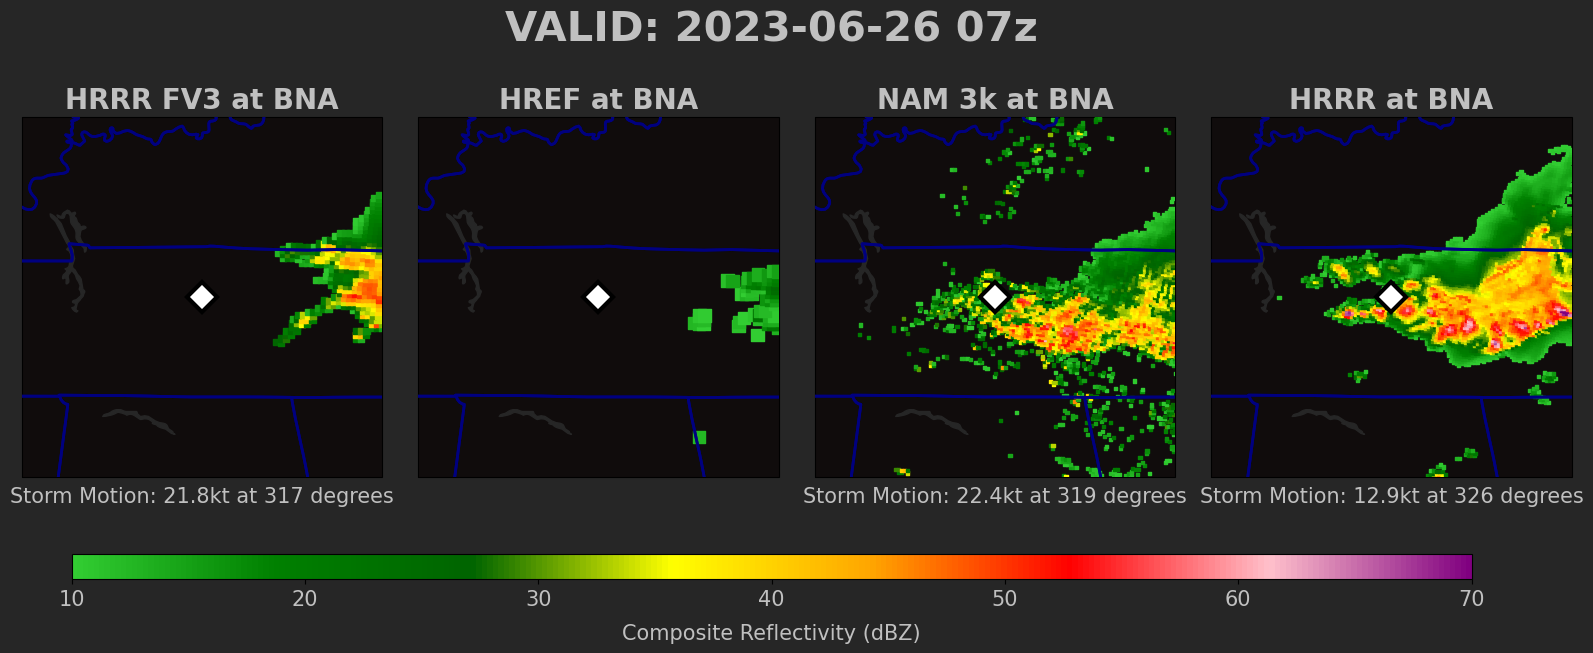 VALID: 2023-06-26 07z
HRRR FV3 at BNA
HREF at BNA
NAM 3k at BNA
HRRR at BNA
Storm Motion: 21.8kt at 317 degrees
Storm Motion: 22.4kt at 319 degrees
Storm Motion: 12.9kt at 326 degrees
10 20 30 40 50 60 70
Composite Reflectivity (dBZ)